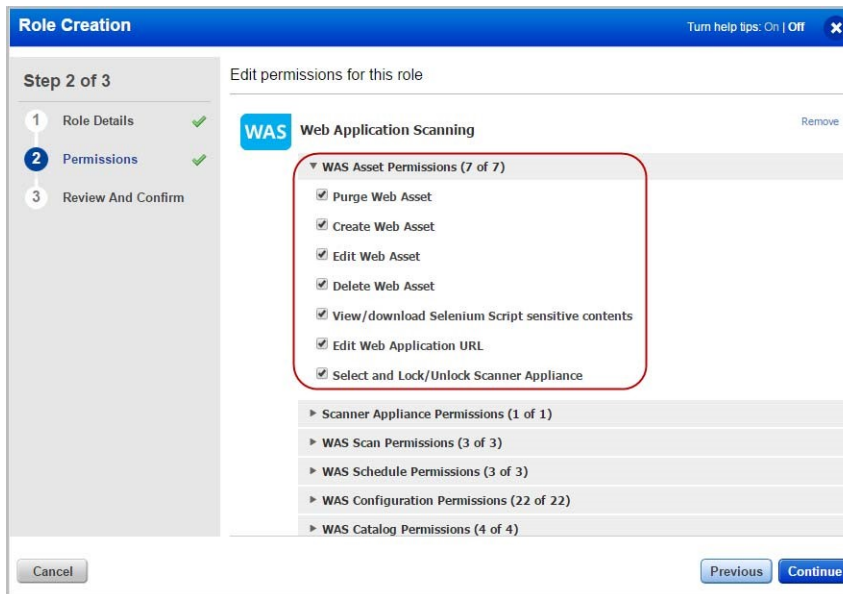 Role Creation
Turn help tips: On | Off
Step 2 of 3
1 Role Details
2 Permissions
3 Review And Confirm
Edit permissions for this role
WAS Web Application Scanning
Remove
WAS Asset Permissions (7 of 7)
Purge Web Asset
Create Web Asset
Edit Web Asset
Delete Web Asset
View/download Selenium Script sensitive contents
Edit Web Application URL
Select and Lock/Unlock Scanner Appliance
Scanner Appliance Permissions (1 of 1)
WAS Scan Permissions (3 of 3)
WAS Schedule Permissions (3 of 3)
WAS Configuration Permissions (22 of 22)
WAS Catalog Permissions (4 of 4)
Cancel
Previous
Continue